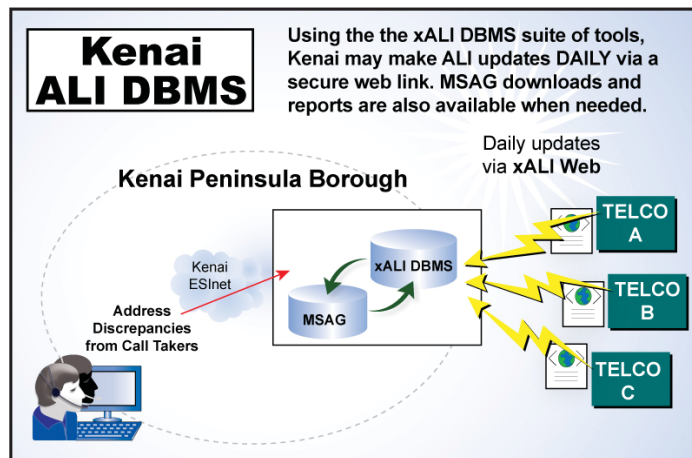 Kenai
ALI DBMS
Using the the xALI DBMS suite of tools,
Kenai may make ALI updates DAILY via a
secure web link. MSAG downloads and
reports are also available when needed.
Daily updates
via xALI Web
Kenai Peninsula Borough
TELCO
A
Kenai
ESInet
xALI DBMS
TELCO
B
MSAG
Address
Discrepancies
from Call Takers
TELCO
C